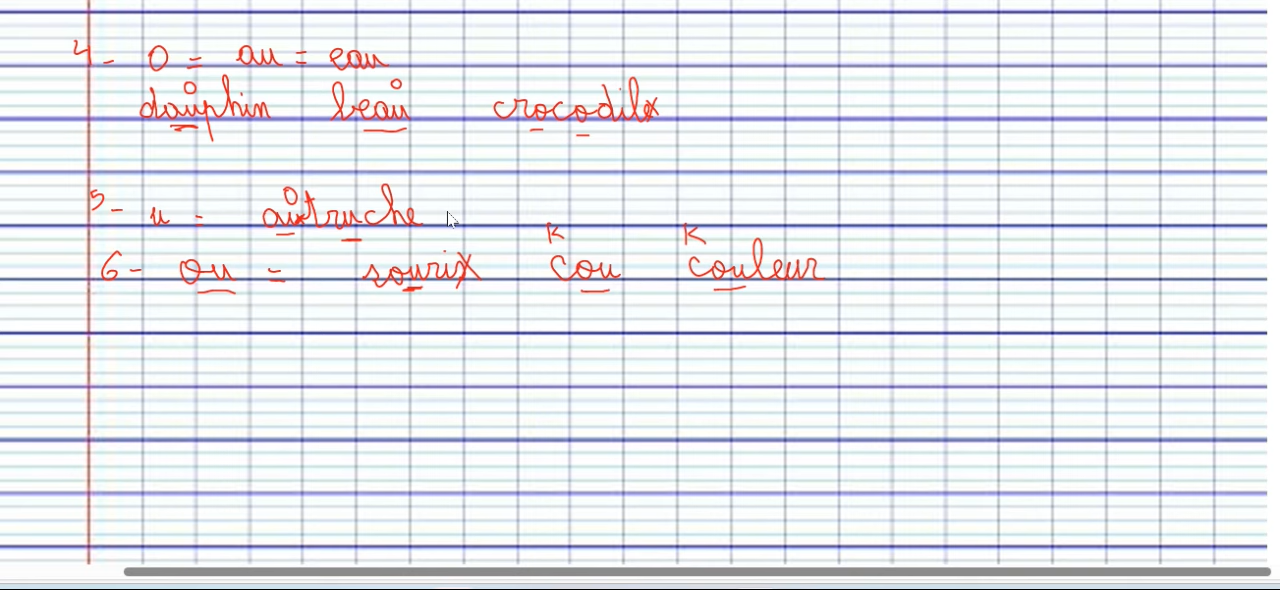 4- o = au = eau
o o
dauphin beau crocodile
o
5- u = autruche
K K
6- ou = souris cou couleur